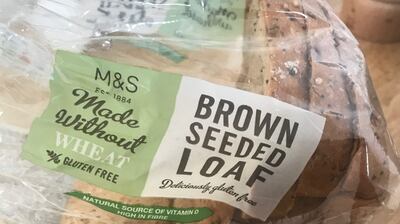 M&S
EST. 1884
Made
Without
WHEAT
GLUTEN FREE
BROWN
SEEDED
LOAF
Deliciously gluten free
NATURAL SOURCE OF VITAMIN D
HIGH IN FIBRE